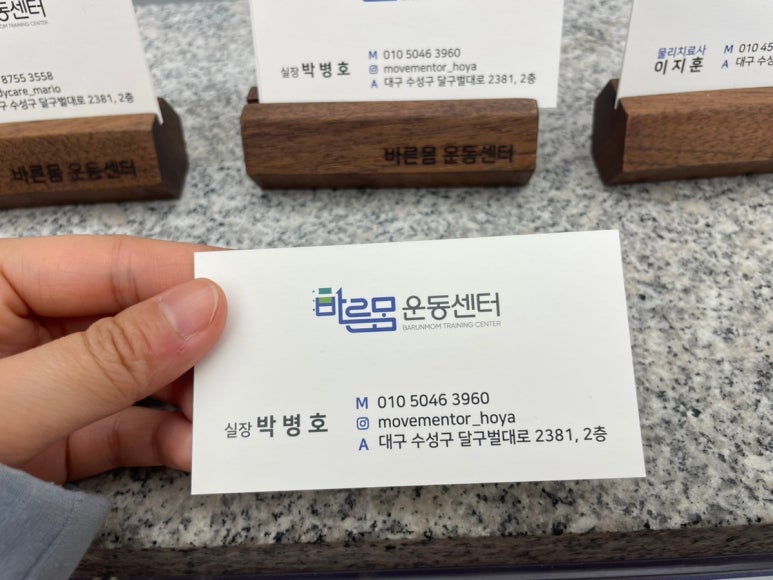 운동센터
TRAINING CENTER
8755 3558
dycare_mario
구 수성구 달구벌대로 2381, 2층
바른몸 운동센터
실장 박병호
M 010 5046 3960
movementor_hoya
A 대구 수성구 달구벌대로 2381, 2층
바른몸 운동센터
물리치료사
이지훈
M 010 45
A 대구 수성구
바른몸 운동센터
BARUNMOM TRAINING CENTER
실장 박병호
M 010 5046 3960
movementor_hoya
A 대구 수성구 달구벌대로 2381, 2층